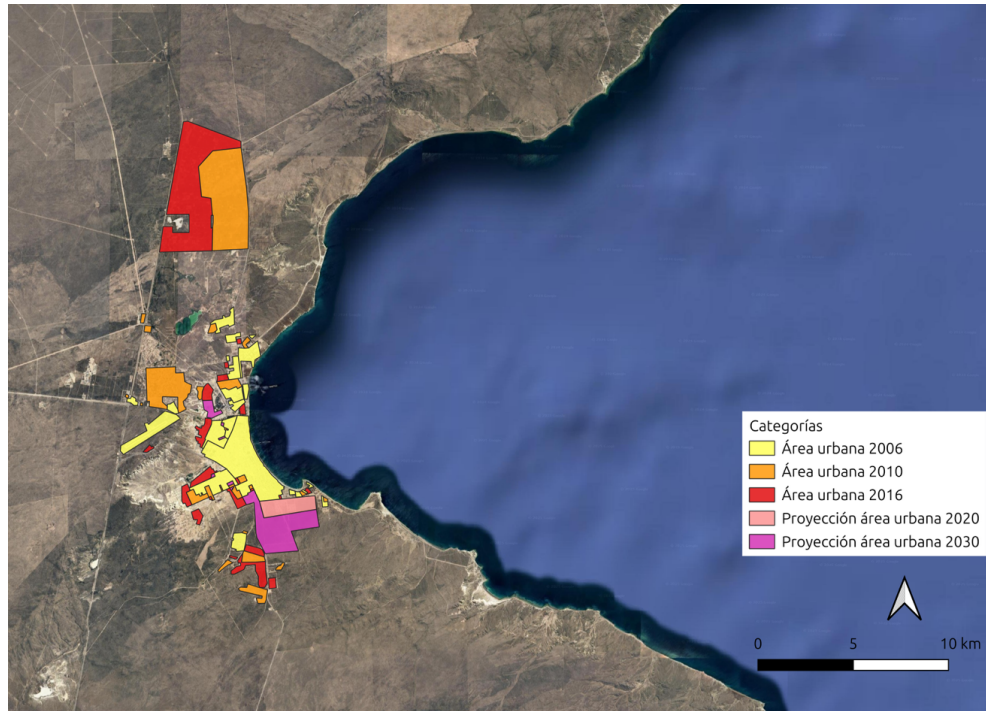 Categorías
Área urbana 2006
Área urbana 2010
Área urbana 2016
Proyección área urbana 2020
Proyección área urbana 2030
0 5 10 km